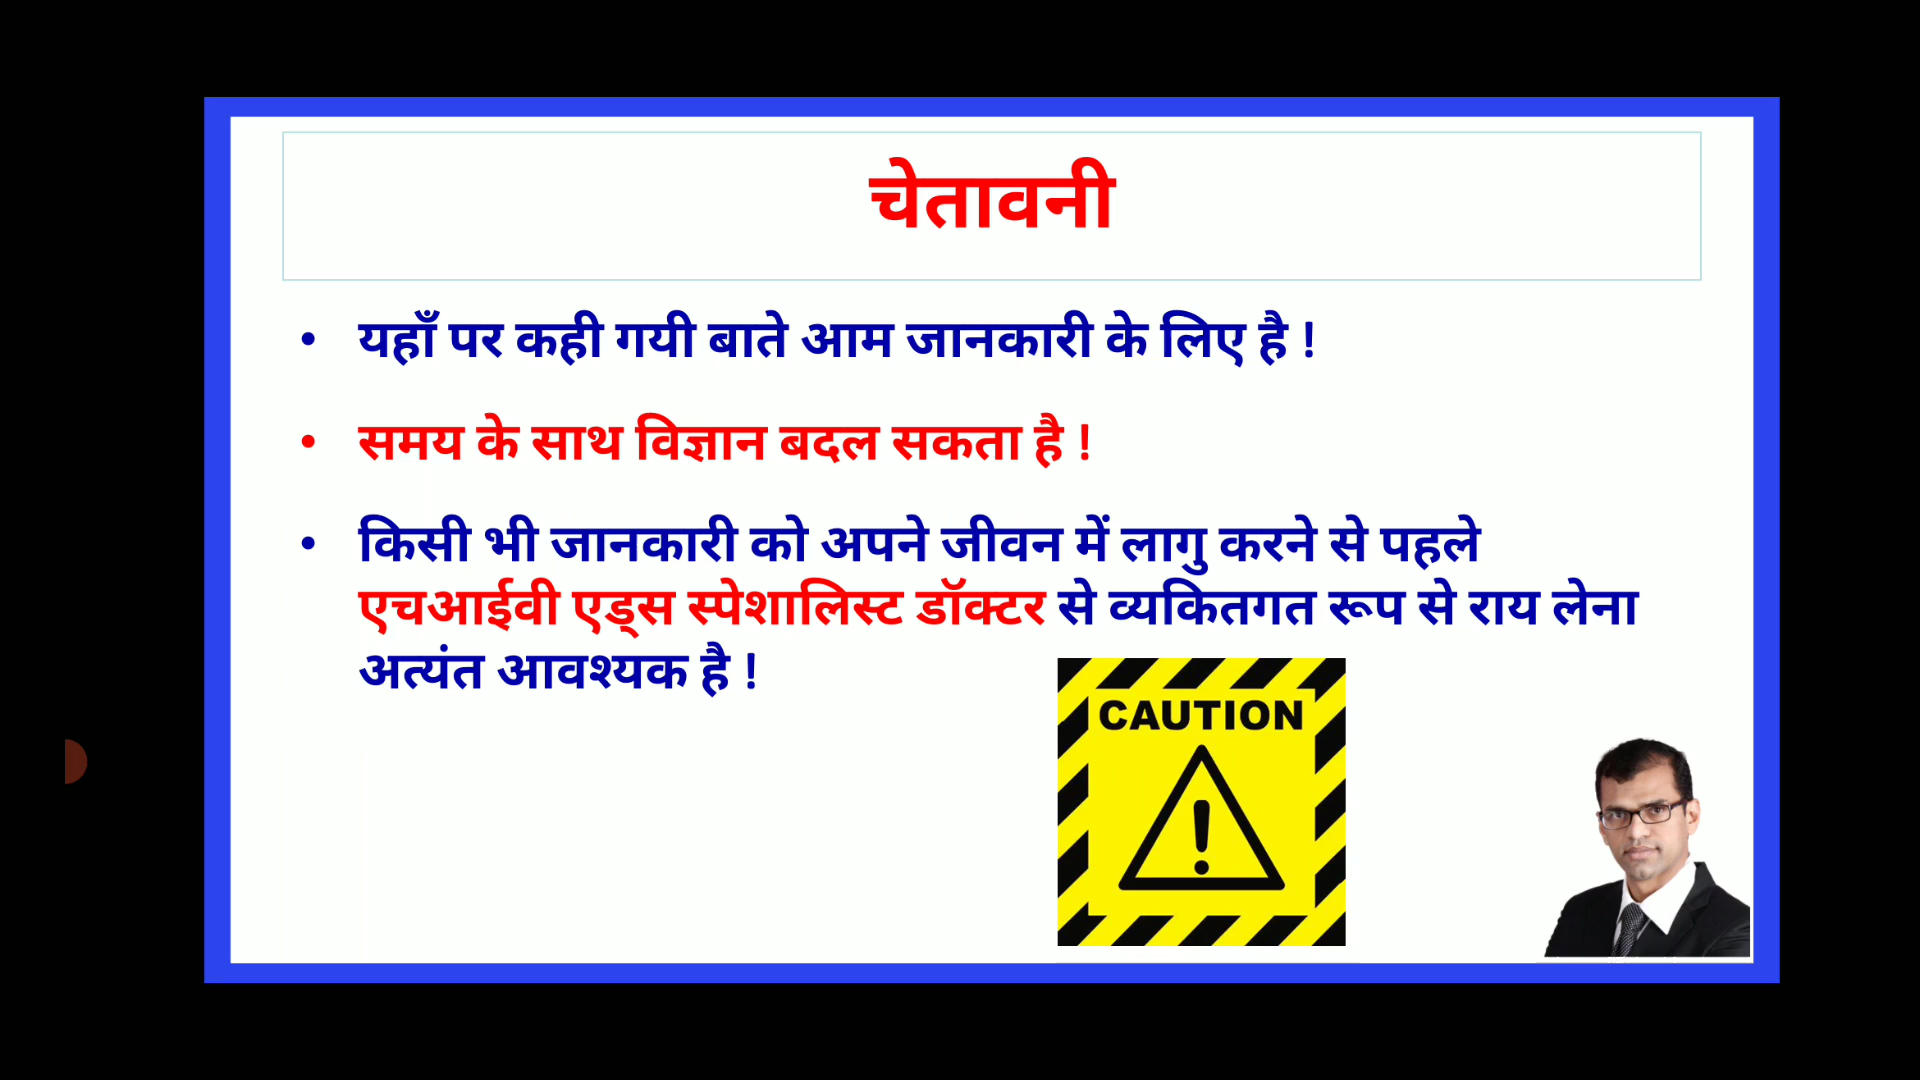 चेतावनी
• यहाँ पर कही गयी बाते आम जानकारी के लिए है !
• समय के साथ विज्ञान बदल सकता है !
• किसी भी जानकारी को अपने जीवन में लागु करने से पहले
एचआईवी एड्स स्पेशालिस्ट डॉक्टर से व्यकितगत रूप से राय लेना
अत्यंत आवश्यक है !
CAUTION